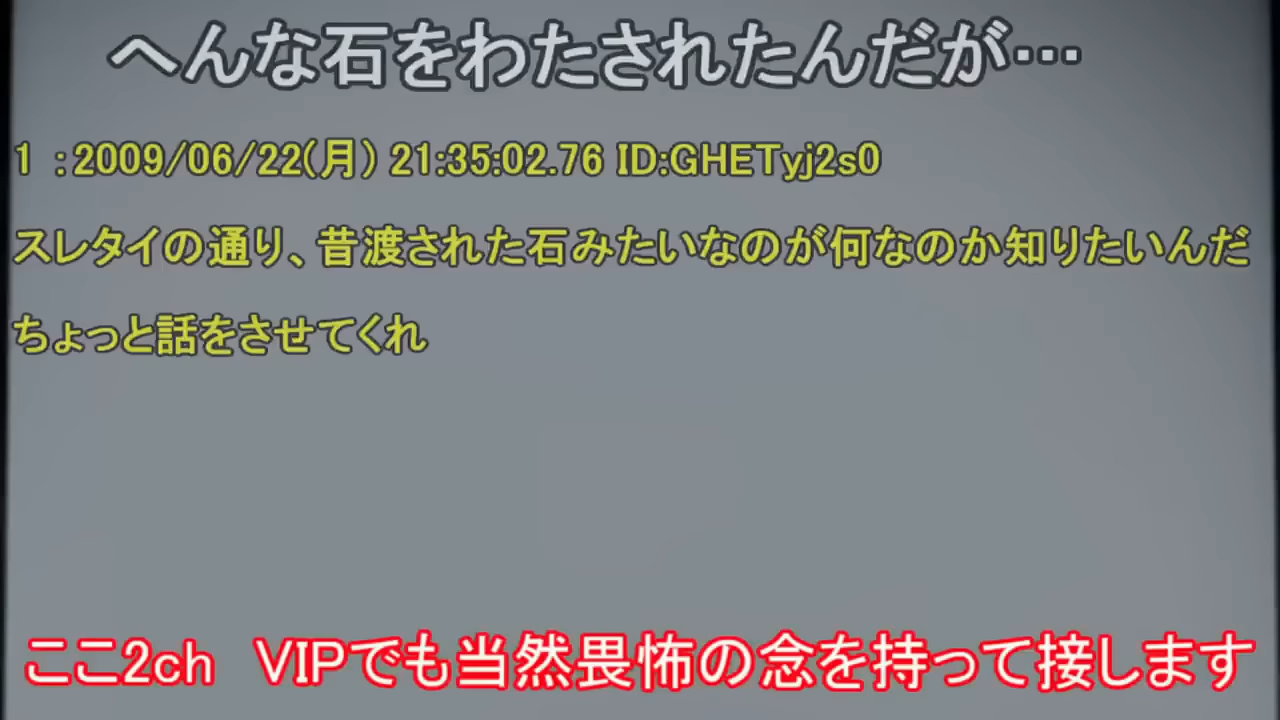 へんな石をわたされたんだが…
1 :2009/06/22(月) 21:35:02.76 ID:GHETyj2s0
スレタイの通り、昔渡された石みたいなのが何なのか知りたいんだ
ちょっと話をさせてくれ
ここ2ch VIPでも当然畏怖の念を持って接します